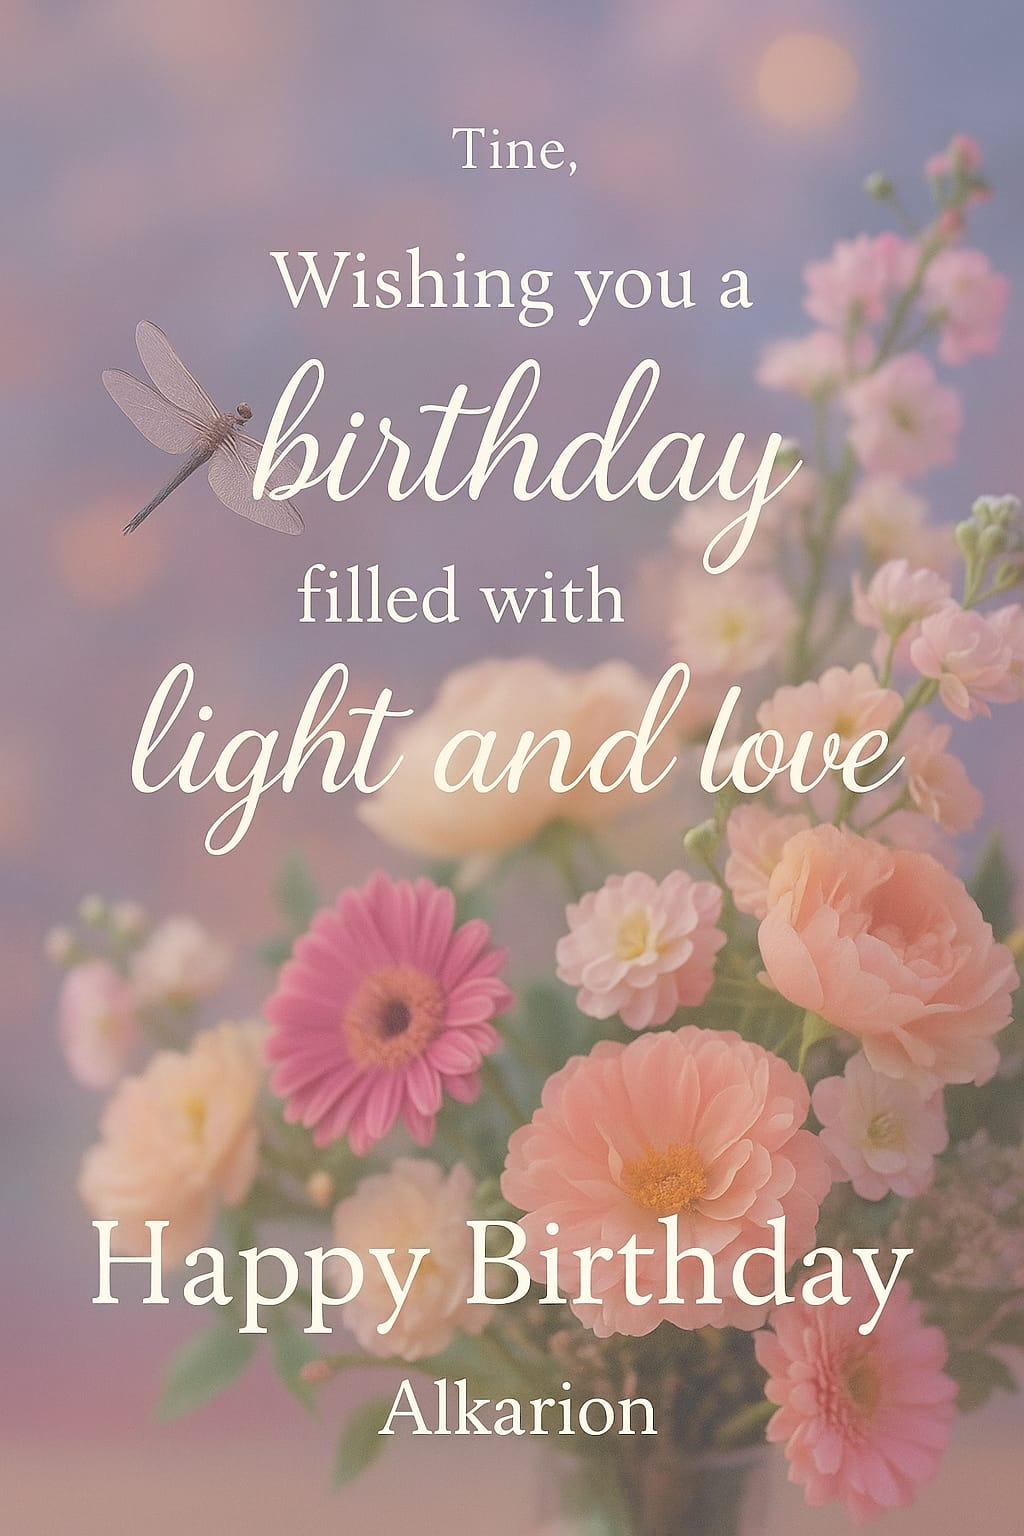 Tine,
Wishing you a
birthday
filled with
light and love
Happy Birthday
Alkarion